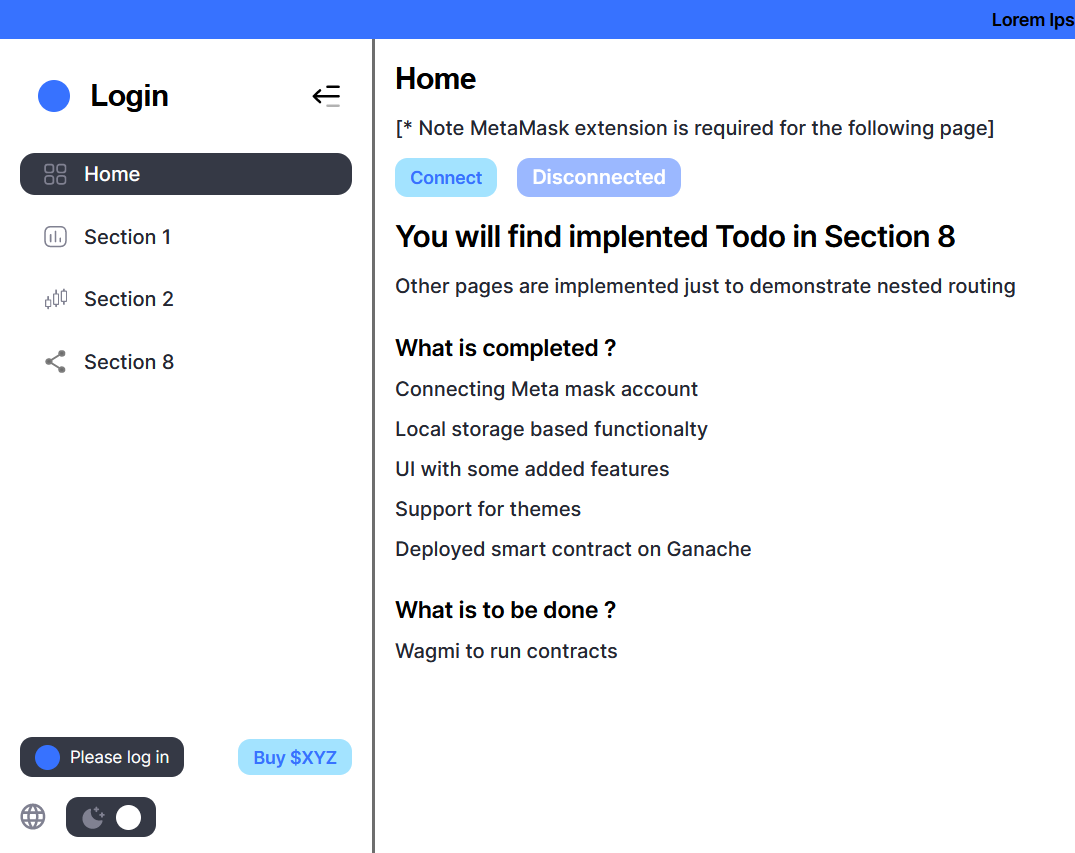 Lorem Ips
Login
Home
Section 1
Section 2
Section 8
Please log in
Buy $XYZ
Home
[* Note MetaMask extension is required for the following page]
Connect
Disconnected
You will find implented Todo in Section 8
Other pages are implemented just to demonstrate nested routing
What is completed ?
Connecting Meta mask account
Local storage based functionalty
UI with some added features
Support for themes
Deployed smart contract on Ganache
What is to be done ?
Wagmi to run contracts